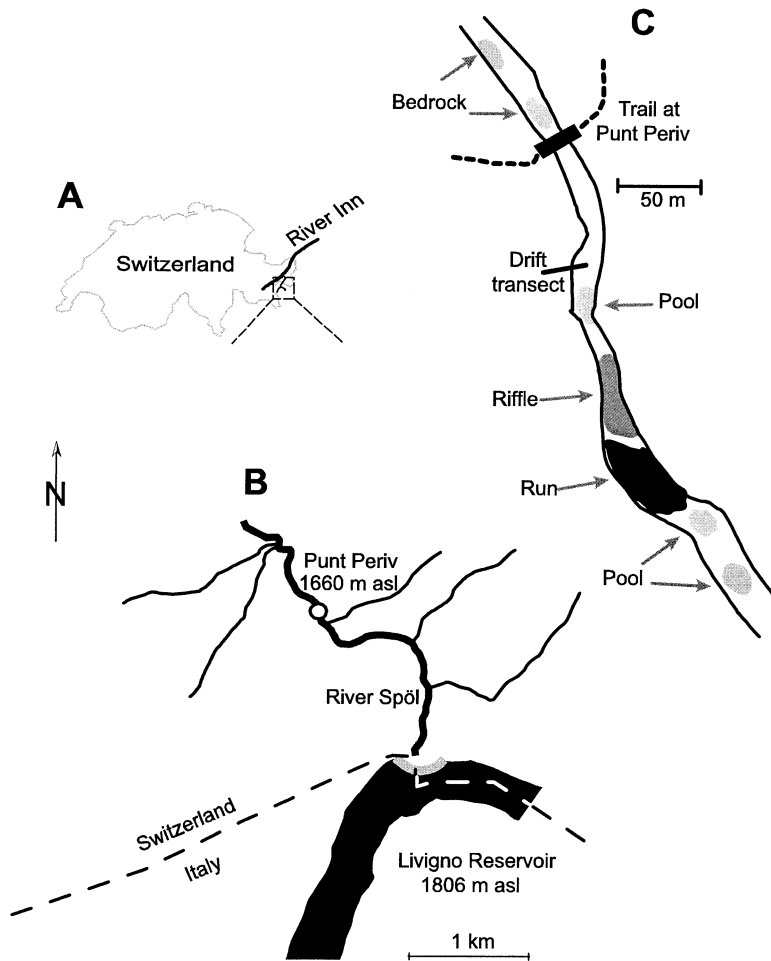 A
River Inn
Switzerland
C
Bedrock
Trail at
Punt Periv
50 m
Drift
transect
Pool
Riffle
Run
Pool
N
B
Punt Periv
1660 m asl
River Spöl
Switzerland
Italy
Livigno Reservoir
1806 m asl
1 km